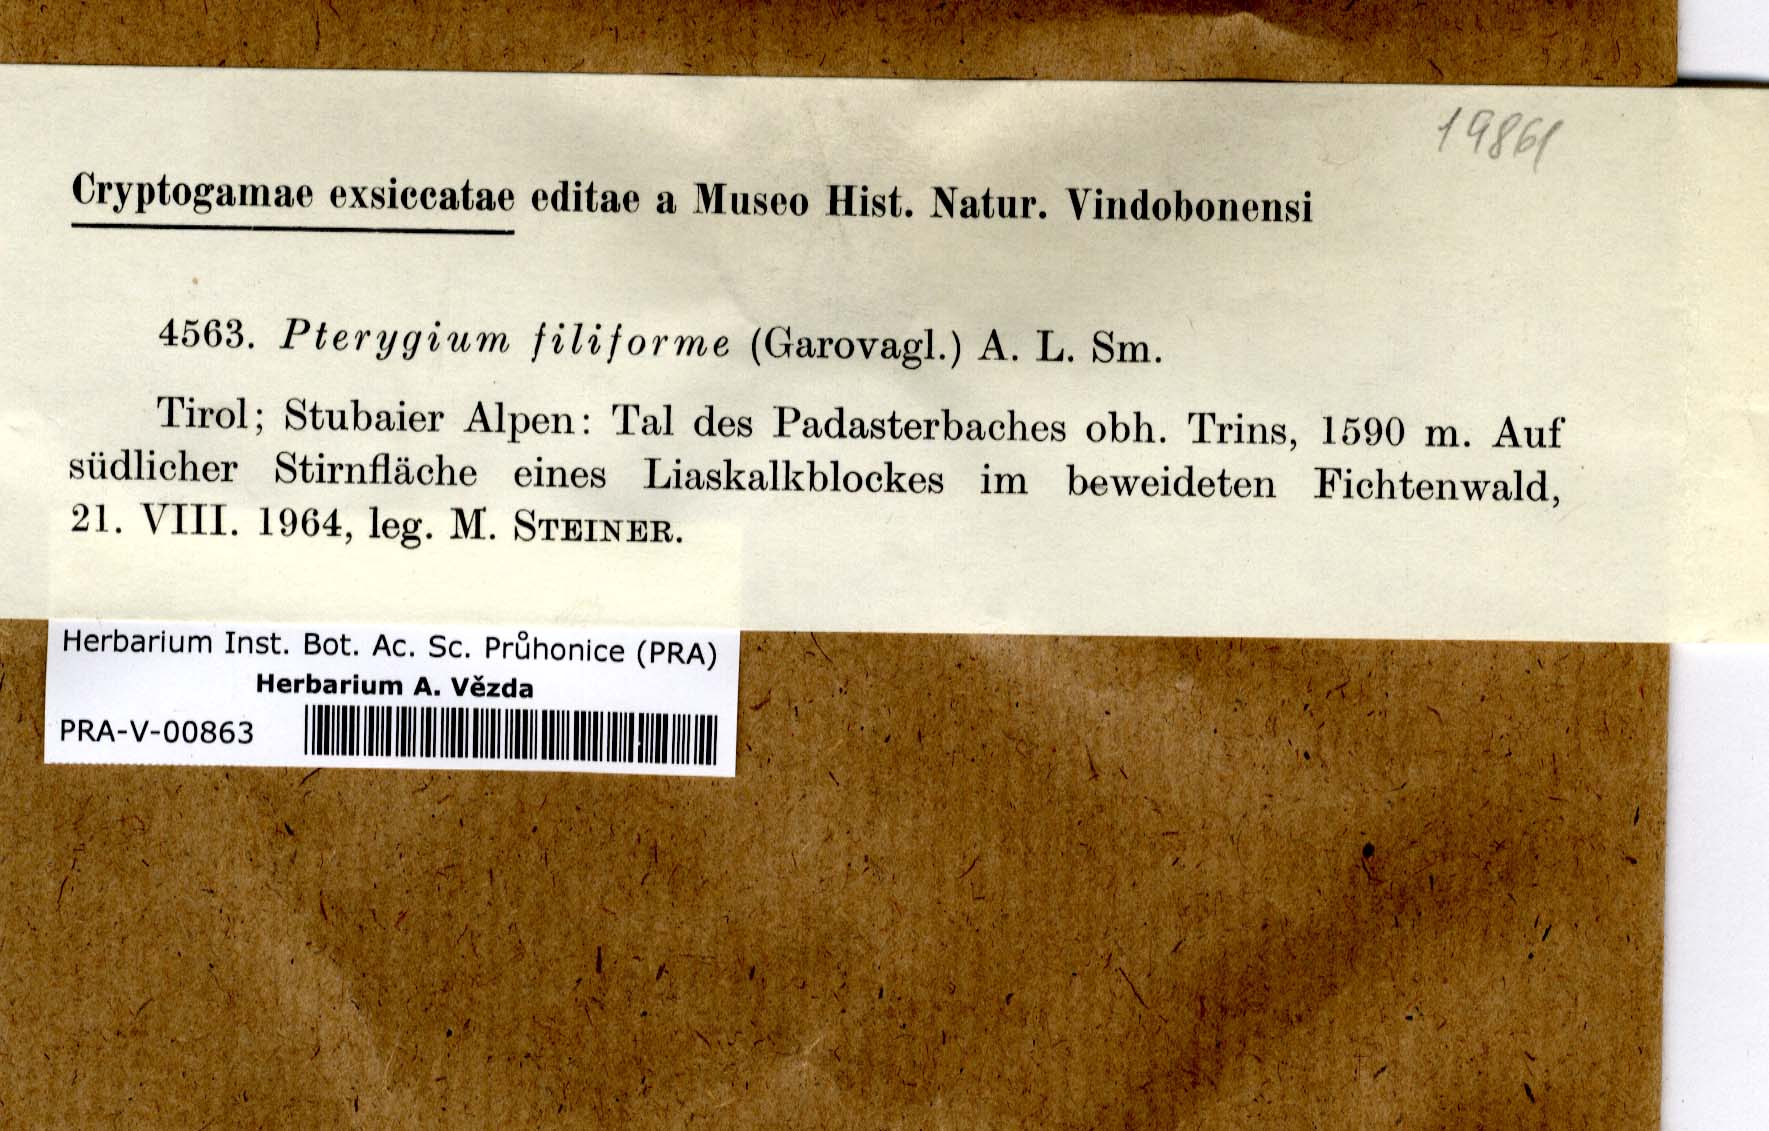 19861
Cryptogamae exsiccatae editae a Museo Hist. Natur. Vindobonensi
4563. Pterygium filiforme (Garovagl.) A. L. Sm.
Tirol; Stubaier Alpen: Tal des Padasterbaches obh. Trins, 1590 m. Auf
südlicher Stirnfläche eines Liaskalkblockes im beweideten Fichtenwald,
21. VIII. 1964, leg. M. STEINER.
Herbarium Inst. Bot. Ac. Sc. Průhonice (PRA)
Herbarium A. Vězda
PRA-V-00863